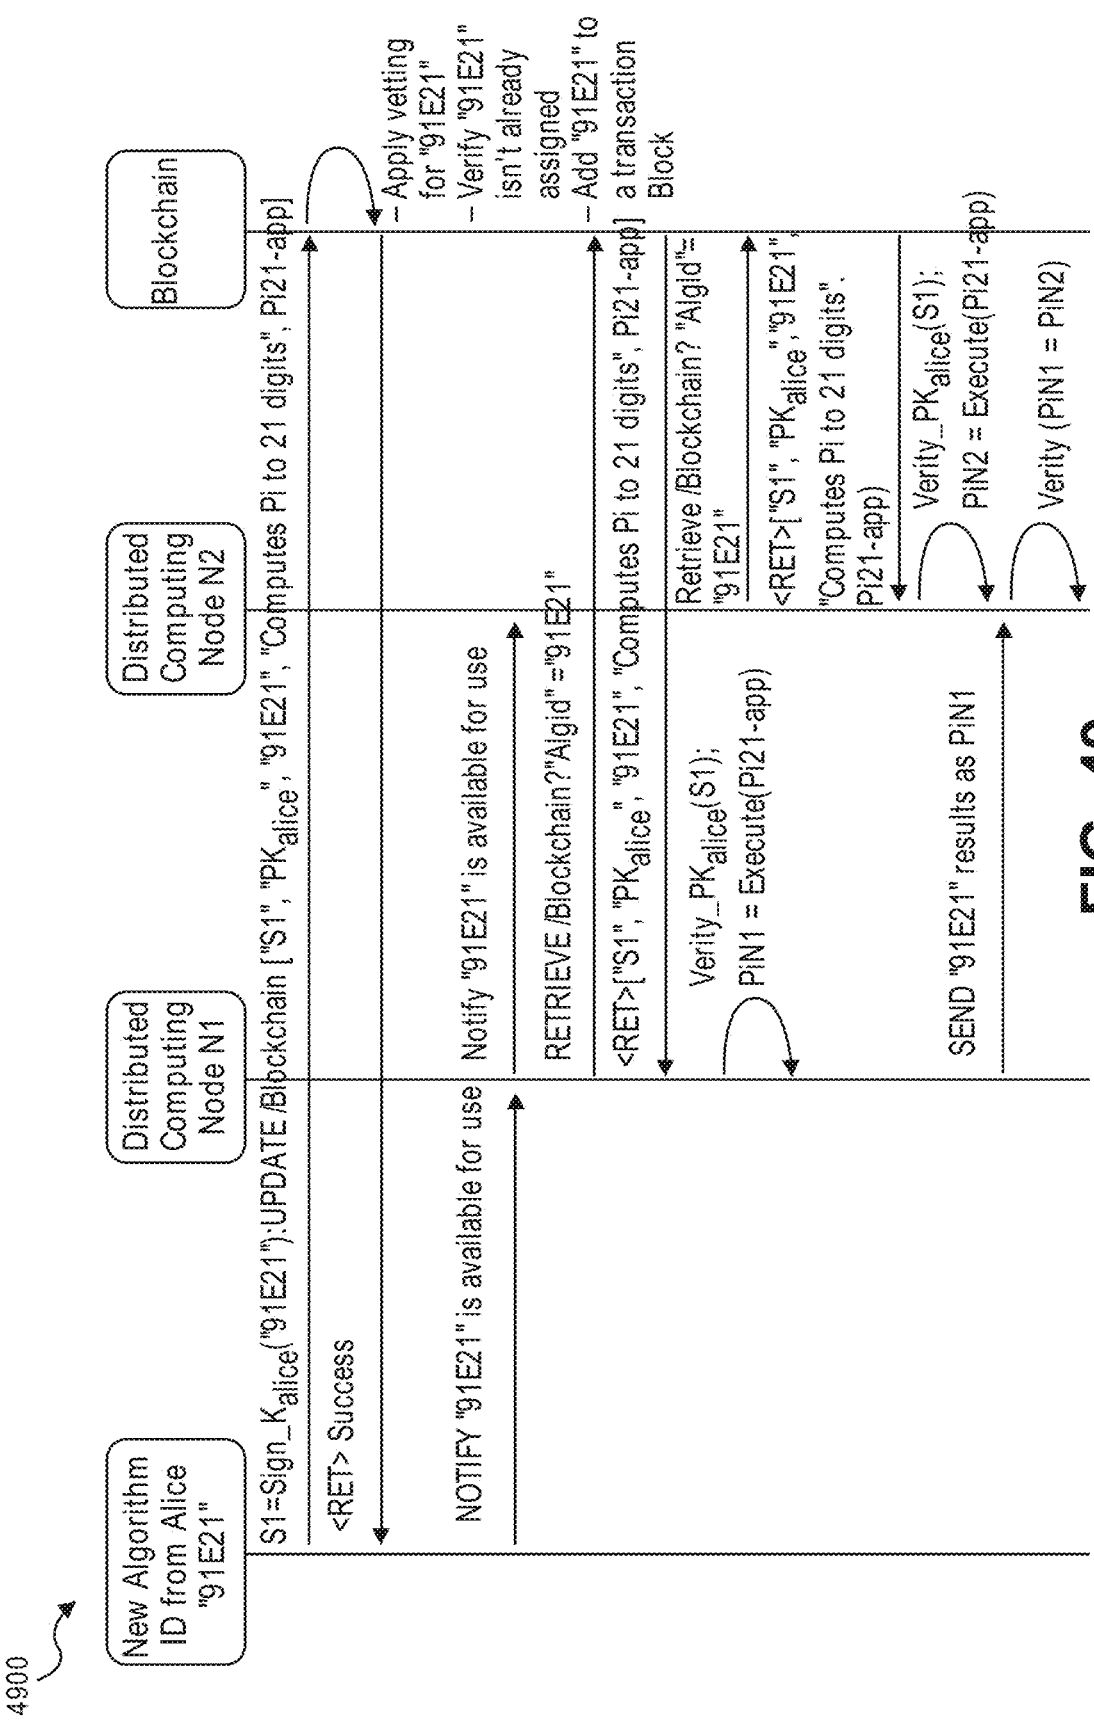 4900
New Algorithm
ID from Alice
"91E21"
Distributed
Computing
Node N1
Distributed
Computing
Node N2
Blockchain
S1=Sign_Kalice("91E21"):UPDATE /Blockchain ["S1", "PKalice", "91E21", "Computes Pi to 21 digits", Pi21-app]
– Apply vetting
for "91E21"
– Verify "91E21"
isn't already
assigned
– Add "91E21" to
a transaction
Block
<RET> Success
NOTIFY "91E21" is available for use
Notify "91E21" is available for use
RETRIEVE /Blockchain?"Algid"="91E21"
<RET>["S1", "PKalice", "91E21", "Computes Pi to 21 digits", Pi21-app]
Verity_PKalice(S1);
PiN1 = Execute(Pi21-app)
Retrieve /Blockchain? "Algid"=
"91E21"
<RET>["S1", "PKalice", "91E21",
"Computes Pi to 21 digits".
Pi21-app)
Verity_PKalice(S1);
PiN2 = Execute(Pi21-app)
SEND "91E21" results as PiN1
Verity (PiN1 = PiN2)